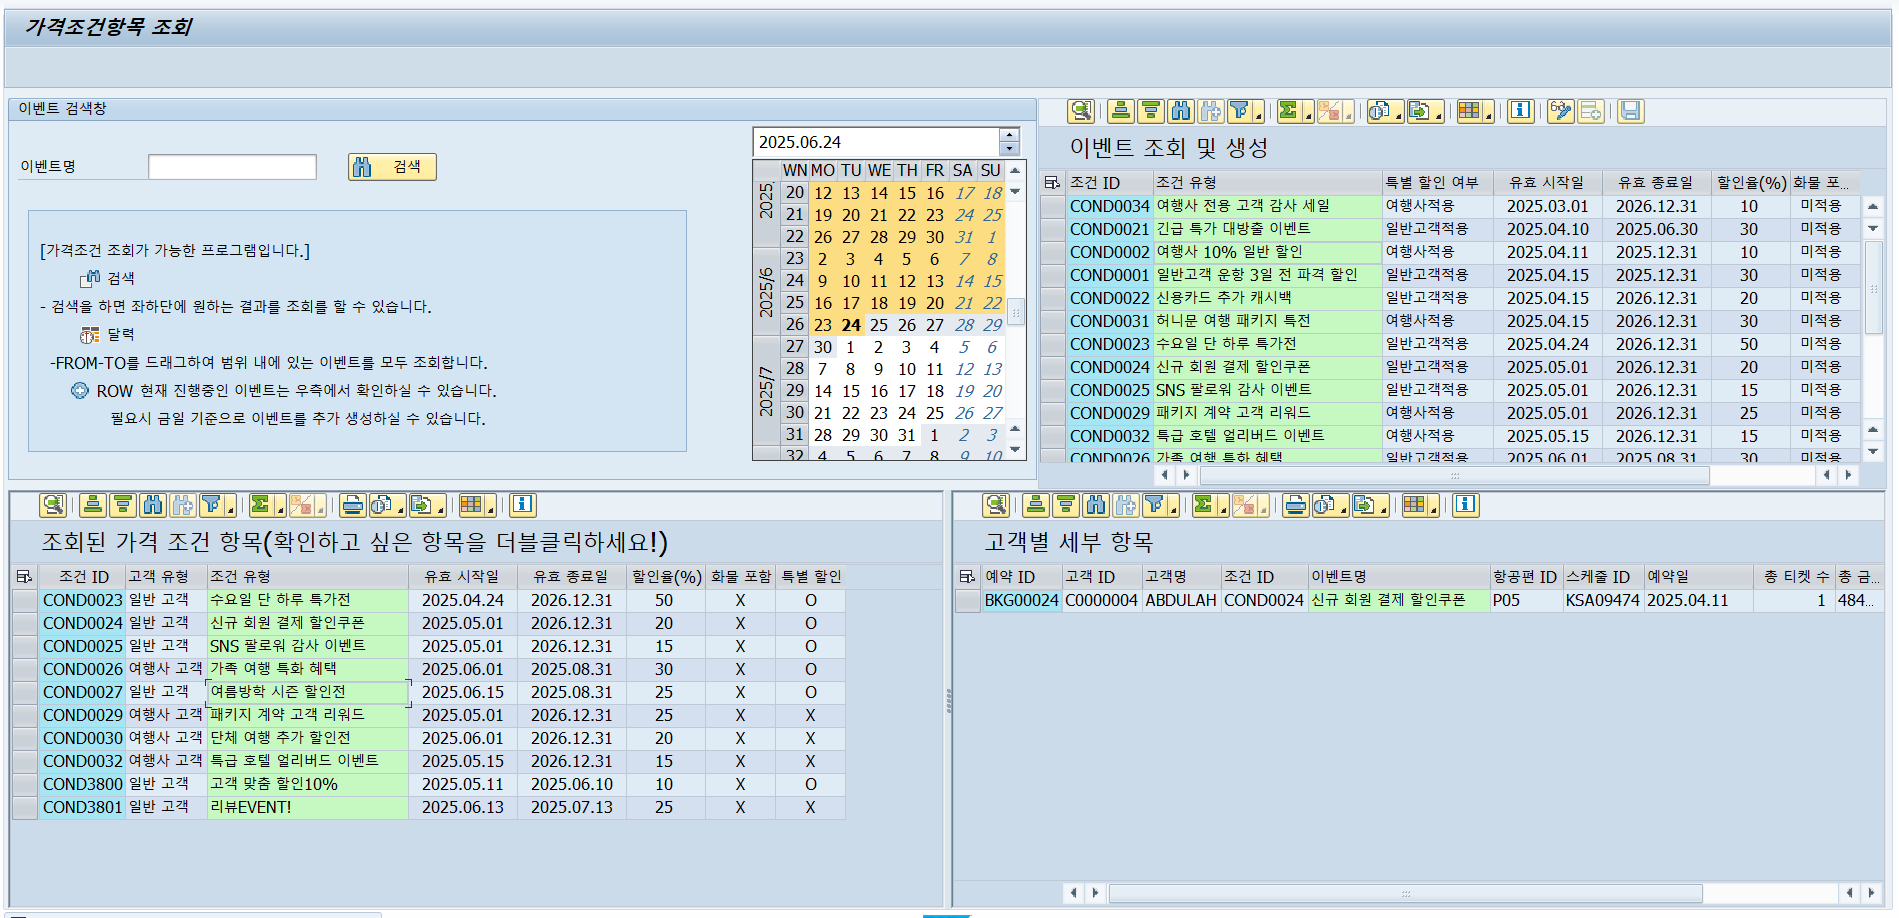 가격조건항목 조회
이벤트 검색창
이벤트명
검색
[가격조건 조회가 가능한 프로그램입니다.]
검색
- 검색을 하면 좌하단에 원하는 결과를 조회를 할 수 있습니다.
달력
-FROM-TO를 드래그하여 범위 내에 있는 이벤트를 모두 조회합니다.
ROW 현재 진행중인 이벤트는 우측에서 확인하실 수 있습니다.
필요시 금일 기준으로 이벤트를 추가 생성하실 수 있습니다.
2025.06.24
WN MO TU WE TH FR SA SU
2025.
20 12 13 14 15 16 17 18
21 19 20 21 22 23 24 25
22 26 27 28 29 30 31 1
2025/6
23 2 3 4 5 6 7 8
24 9 10 11 12 13 14 15
25 16 17 18 19 20 21 22
26 23 24 25 26 27 28 29
2025/7
27 30 1 2 3 4 5 6
28 7 8 9 10 11 12 13
29 14 15 16 17 18 19 20
30 21 22 23 24 25 26 27
31 28 29 30 31 1 2 3
32 4 5 6 7 8 9 10
이벤트 조회 및 생성
조건 ID 조건 유형 특별 할인 여부 유효 시작일 유효 종료일 할인율(%) 화물 포...
COND0034 여행사 전용 고객 감사 세일 여행사적용 2025.03.01 2026.12.31 10 미적용
COND0021 긴급 특가 대방출 이벤트 일반고객적용 2025.04.10 2025.06.30 30 미적용
COND0002 여행사 10% 일반 할인 여행사적용 2025.04.11 2025.12.31 10 미적용
COND0001 일반고객 운항 3일 전 파격 할인 일반고객적용 2025.04.15 2025.12.31 30 미적용
COND0022 신용카드 추가 캐시백 일반고객적용 2025.04.15 2026.12.31 20 미적용
COND0031 허니문 여행 패키지 특전 여행사적용 2025.04.15 2026.12.31 30 미적용
COND0023 수요일 단 하루 특가전 일반고객적용 2025.04.24 2026.12.31 50 미적용
COND0024 신규 회원 결제 할인쿠폰 일반고객적용 2025.05.01 2026.12.31 20 미적용
COND0025 SNS 팔로워 감사 이벤트 일반고객적용 2025.05.01 2026.12.31 15 미적용
COND0029 패키지 계약 고객 리워드 여행사적용 2025.05.01 2026.12.31 25 미적용
COND0032 특급 호텔 얼리버드 이벤트 여행사적용 2025.05.15 2026.12.31 15 미적용
COND0026 가족 여행 특화 혜택 일반고객적용 2025.06.01 2025.08.31 30 미적용
조회된 가격 조건 항목(확인하고 싶은 항목을 더블클릭하세요!)
조건 ID 고객 유형 조건 유형 유효 시작일 유효 종료일 할인율(%) 화물 포함 특별 할인
COND0023 일반 고객 수요일 단 하루 특가전 2025.04.24 2026.12.31 50 X O
COND0024 일반 고객 신규 회원 결제 할인쿠폰 2025.05.01 2026.12.31 20 X O
COND0025 일반 고객 SNS 팔로워 감사 이벤트 2025.05.01 2026.12.31 15 X O
COND0026 여행사 고객 가족 여행 특화 혜택 2025.06.01 2025.08.31 30 X O
COND0027 일반 고객 여름방학 시즌 할인전 2025.06.15 2025.08.31 25 X O
COND0029 여행사 고객 패키지 계약 고객 리워드 2025.05.01 2026.12.31 25 X X
COND0030 여행사 고객 단체 여행 추가 할인전 2025.06.01 2026.12.31 20 X X
COND0032 여행사 고객 특급 호텔 얼리버드 이벤트 2025.05.15 2026.12.31 15 X X
COND3800 일반 고객 고객 맞춤 할인10% 2025.05.11 2025.06.10 10 X O
COND3801 일반 고객 리뷰EVENT! 2025.06.13 2025.07.13 25 X X
고객별 세부 항목
예약 ID 고객 ID 고객명 조건 ID 이벤트명 항공편 ID 스케줄 ID 예약일 총 티켓 수 총 금...
BKG00024 C0000004 ABDULAH COND0024 신규 회원 결제 할인쿠폰 P05 KSA09474 2025.04.11 1 484...